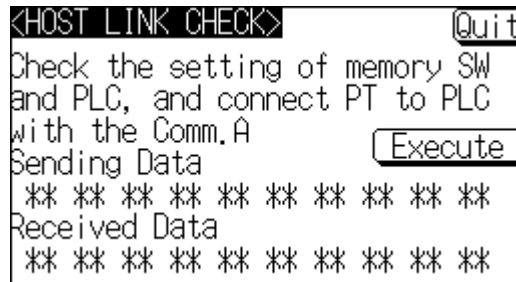 <HOST LINK CHECK>
Quit
Check the setting of memory SW
and PLC, and connect PT to PLC
with the Comm.A
Execute
Sending Data
** ** ** ** ** ** ** ** ** **
Received Data
** ** ** ** ** ** ** ** ** **